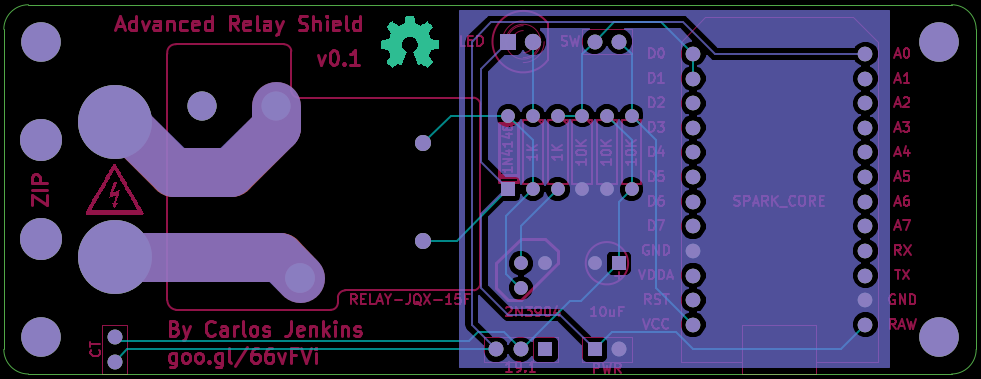 Advanced Relay Shield
v0.1
LED
SW
D0
D1
D2
D3
D4
D5
D6
D7
GND
VDDA
RST
VCC
A0
A1
A2
A3
A4
A5
A6
A7
RX
TX
GND
RAW
1N4148
1K
1K
10K
10K
10K
SPARK_CORE
ZIP
RELAY-JQX-15F
2N3904
10uF
By Carlos Jenkins
goo.gl/66vFVi
CT
19.1
PWR